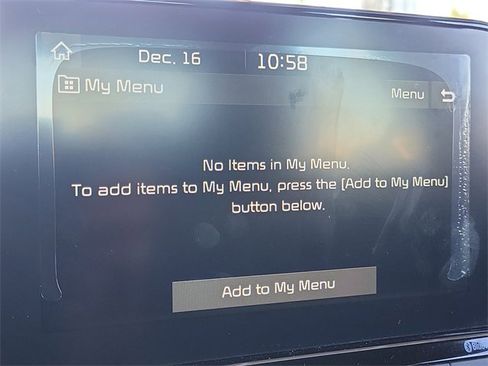 Dec. 16 10:58
My Menu Menu
No Items in My Menu.
To add items to My Menu, press the [Add to My Menu]
button below.
Add to My Menu